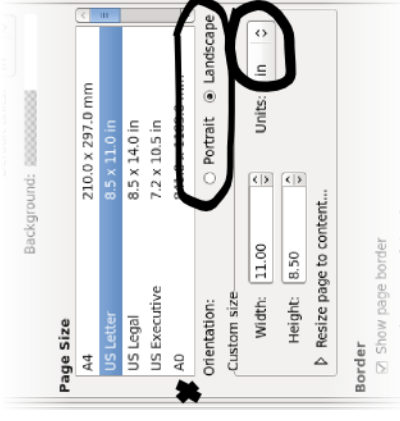 Background:
Page Size
A4 210.0 x 297.0 mm
US Letter 8.5 x 11.0 in
US Legal 8.5 x 14.0 in
US Executive 7.2 x 10.5 in
A0
Orientation: Portrait Landscape
Custom size
Width: 11.00 Units: in
Height: 8.50
Resize page to content...
Border
Show page border